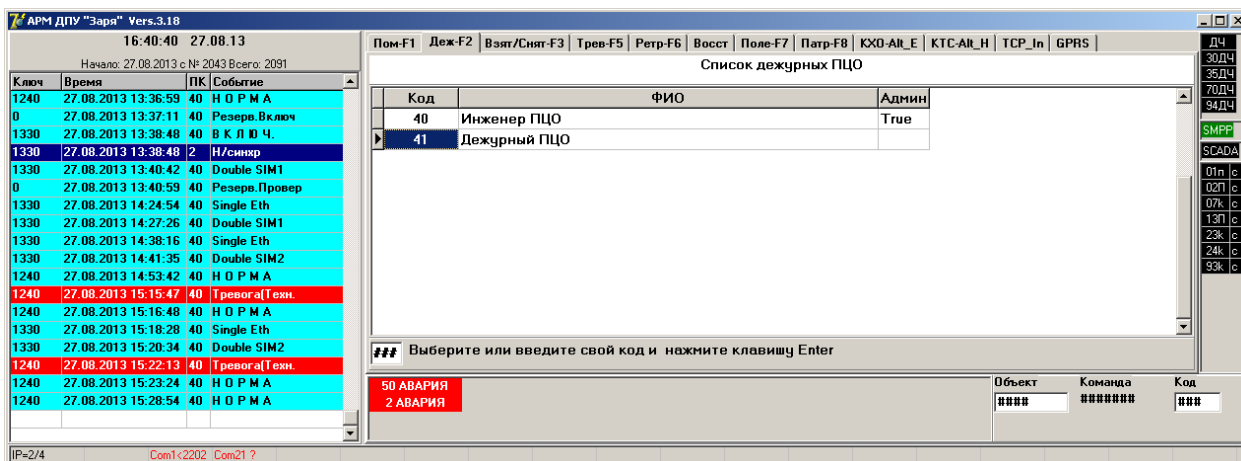 АРМ ДПУ "Заря" Vers.3.18
16:40:40 27.08.13
Начало: 27.08.2013 с № 2043 Всего: 2091
Ключ Время ПК Событие
1240 27.08.2013 13:36:59 40 Н О Р М А
0 27.08.2013 13:37:11 40 Резерв.Включ
1330 27.08.2013 13:38:48 40 В К Л Ю Ч.
1330 27.08.2013 13:38:48 2 Н/синхр
1330 27.08.2013 13:40:42 40 Double SIM1
0 27.08.2013 13:40:59 40 Резерв.Провер
1330 27.08.2013 14:24:54 40 Single Eth
1330 27.08.2013 14:27:26 40 Double SIM1
1330 27.08.2013 14:38:16 40 Single Eth
1330 27.08.2013 14:41:35 40 Double SIM2
1240 27.08.2013 14:53:42 40 Н О Р М А
1240 27.08.2013 15:15:47 40 Тревога(Техн.
1240 27.08.2013 15:16:48 40 Н О Р М А
1330 27.08.2013 15:18:28 40 Single Eth
1330 27.08.2013 15:20:34 40 Double SIM2
1240 27.08.2013 15:22:13 40 Тревога(Техн.
1240 27.08.2013 15:23:24 40 Н О Р М А
1240 27.08.2013 15:28:54 40 Н О Р М А
Пом-F1 Деж-F2 Взят/Снят-F3 Трев-F5 Ретр-F6 Восст Поле-F7 Патр-F8 КХО-Alt_E КТС-Alt_H TCP_In GPRS
Список дежурных ПЦО
Код ФИО Админ
40 Инженер ПЦО True
41 Дежурный ПЦО
### Выберите или введите свой код и нажмите клавишу Enter
50 АВАРИЯ
2 АВАРИЯ
Объект Команда Код
#### ####### ###
ДЧ
30ДЧ
35ДЧ
70ДЧ
94ДЧ
SMPP
SCADA
01п с
02П с
07k с
13П с
23k с
24k с
93k с
IP=2/4 Com1<2202 Com21 ?